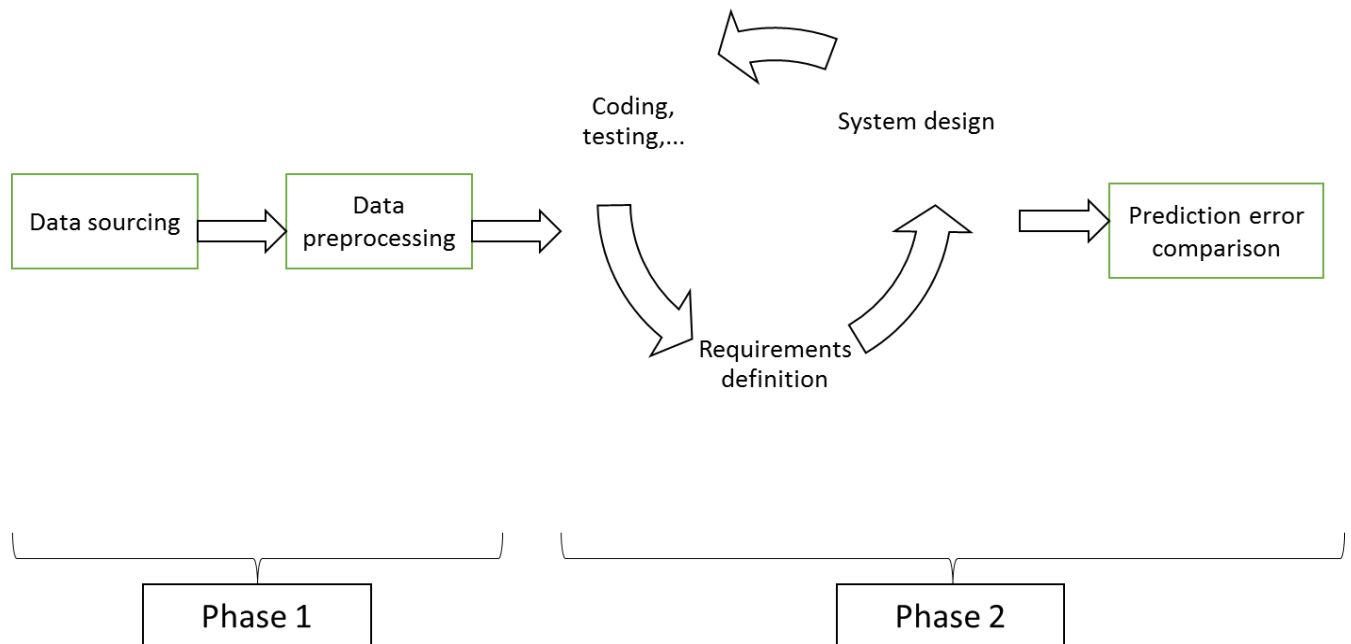 Coding,
testing,...
System design
Data sourcing
Data
preprocessing
Prediction error
comparison
Requirements
definition
Phase 1
Phase 2